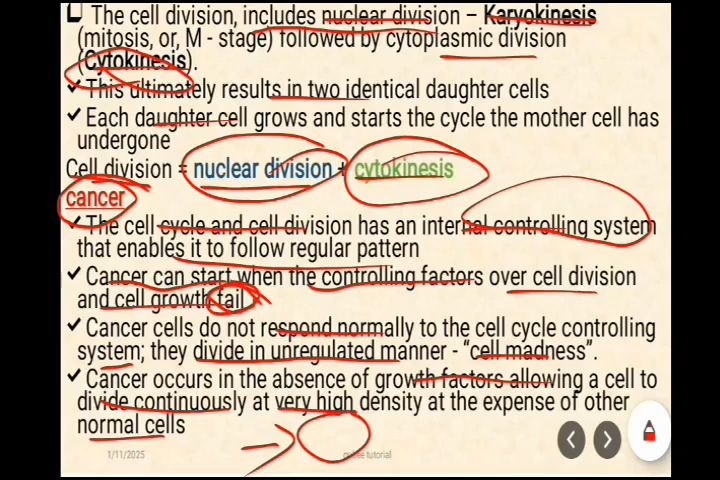 The cell division, includes nuclear division – Karyokinesis
(mitosis, or, M - stage) followed by cytoplasmic division
(Cytokinesis).
✔ This ultimately results in two identical daughter cells
✔ Each daughter cell grows and starts the cycle the mother cell has
undergone
Cell division = nuclear division + cytokinesis
cancer
✔ The cell cycle and cell division has an internal controlling system
that enables it to follow regular pattern
✔ Cancer can start when the controlling factors over cell division
and cell growth fail
✔ Cancer cells do not respond normally to the cell cycle controlling
system; they divide in unregulated manner - “cell madness”.
✔ Cancer occurs in the absence of growth factors allowing a cell to
divide continuously at very high density at the expense of other
normal cells
1/11/2025
tutorial